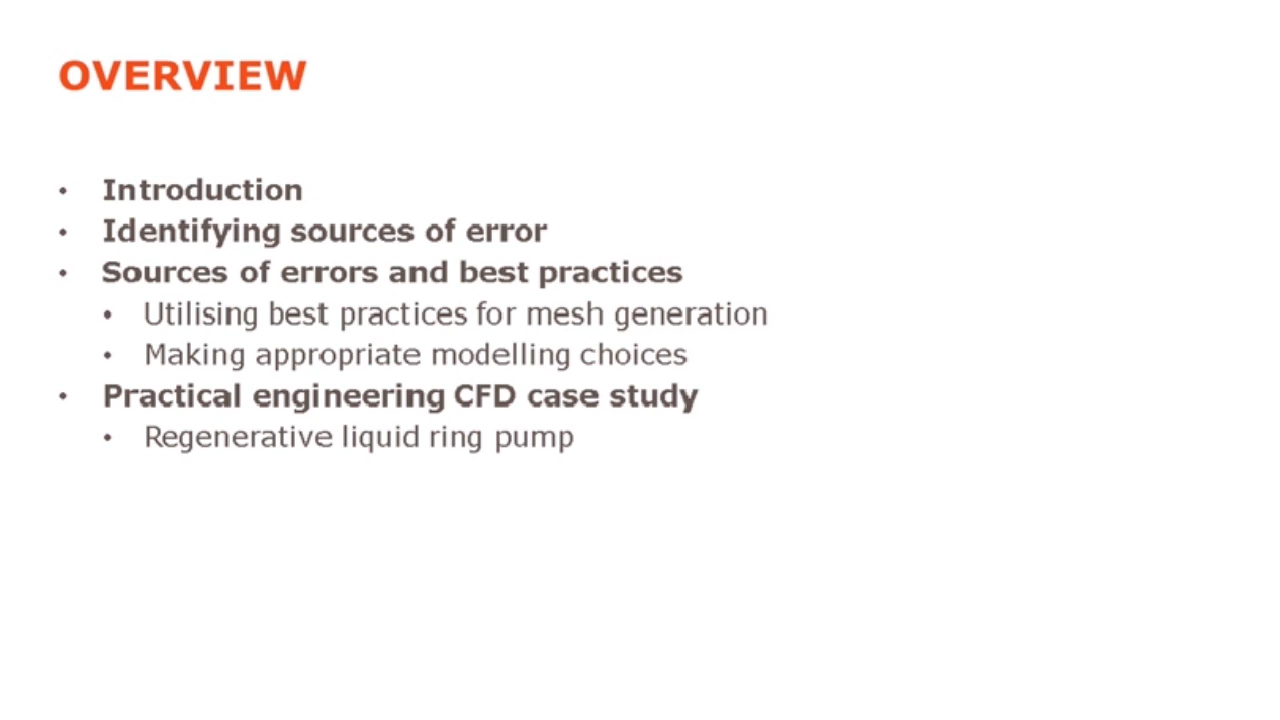 OVERVIEW
• Introduction
• Identifying sources of error
• Sources of errors and best practices
• Utilising best practices for mesh generation
• Making appropriate modelling choices
• Practical engineering CFD case study
• Regenerative liquid ring pump